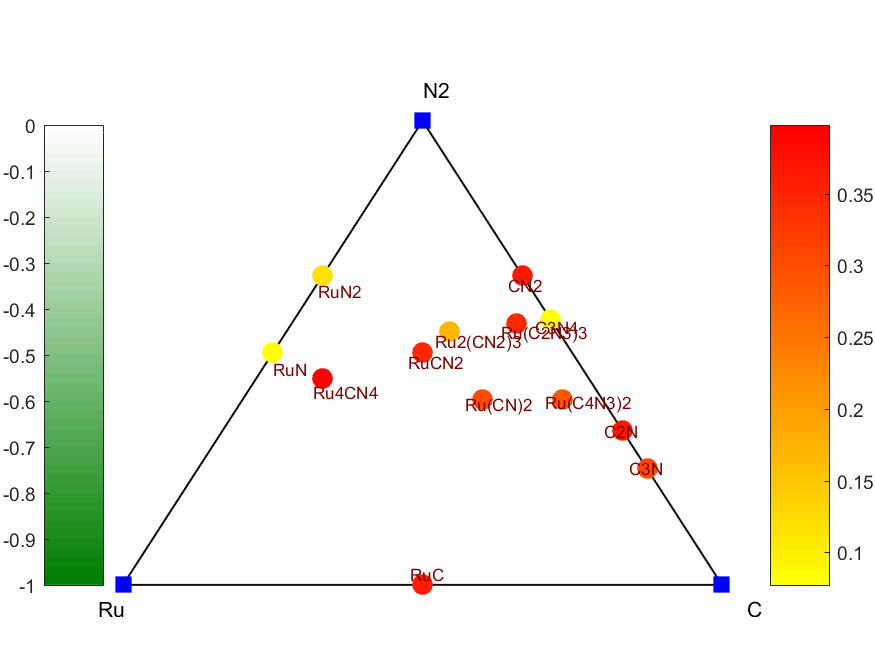 N2
0
-0.1
-0.2
-0.3
-0.4
-0.5
-0.6
-0.7
-0.8
-0.9
-1
RuN2
CN2
C3N4
Ru(C2N3)3
Ru2(CN2)3
RuCN2
RuN
Ru4CN4
Ru(CN)2
Ru(C4N3)2
C2N
C3N
RuC
Ru
C
0.35
0.3
0.25
0.2
0.15
0.1